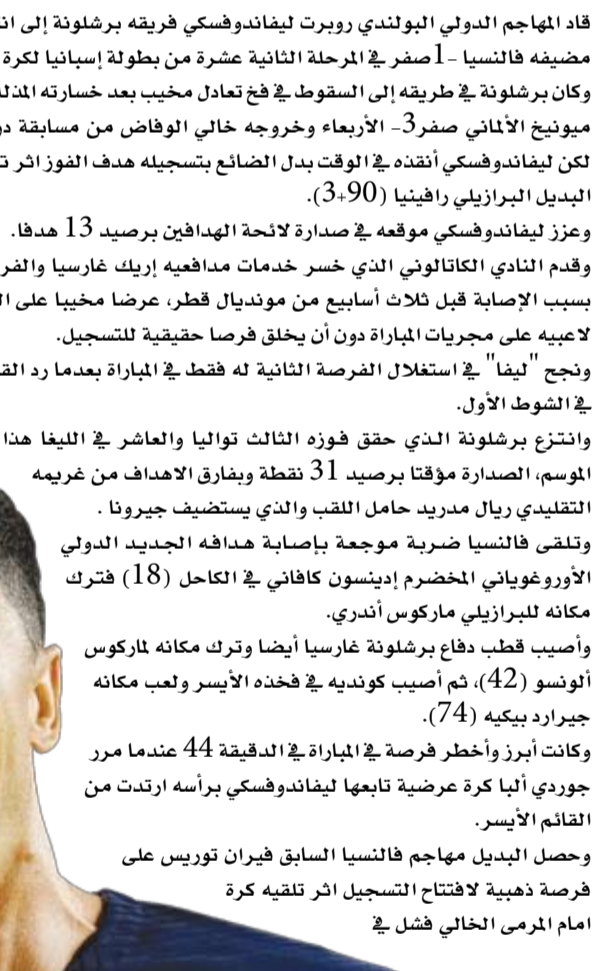 قاد المهاجم الدولي البولندي روبرت ليفاندوفسكي فريقه برشلونة إلى
مضيفه فالنسيا -1صفر في المرحلة الثانية عشرة من بطولة إسبانيا لكرة
وكان برشلونة في طريقه إلى السقوط في فخ تعادل مخيب بعد خسارته
ميونيخ الألماني صفر3- الأربعاء وخروجه خالي الوفاض من مسابقة
لكن ليفاندوفسكي أنقذه في الوقت بدل الضائع بتسجيله هدف الفوز اثر
البديل البرازيلي رافينيا (90+3).
وعزز ليفاندوفسكي موقعه في صدارة لائحة الهدافين برصيد 13 هدفا.
وقدم النادي الكاتالوني الذي خسر خدمات مدافعيه إريك غارسيا
بسبب الإصابة قبل ثلاث أسابيع من مونديال قطر، عرضا مخيبا على
لاعبيه على مجريات المباراة دون أن يخلق فرصا حقيقية للتسجيل.
ونجح "ليفا" في استغلال الفرصة الثانية له فقط في المباراة بعدما رد
في الشوط الأول.
وانتزع برشلونة الذي حقق فوزه الثالث تواليا والعاشر في الليغا هذا
الموسم، الصدارة مؤقتا برصيد 31 نقطة وبفارق الاهداف من غريمه
التقليدي ريال مدريد حامل اللقب والذي يستضيف جيرونا .
وتلقى فالنسيا ضربة موجعة بإصابة هدافه الجديد الدولي
الأوروغوياني المخضرم إدينسون كافاني في الكاحل (18) فترك
مكانه للبرازيلي ماركوس أندري.
وأصيب قطب دفاع برشلونة غارسيا أيضا وترك مكانه لماركوس
ألونسو (42)، ثم أصيب كونديه في فخذه الأيسر ولعب مكانه
جيرارد بيكيه (74).
وكانت أبرز وأخطر فرصة في المباراة في الدقيقة 44 عندما مرر
جوردي ألبا كرة عرضية تابعها ليفاندوفسكي برأسه ارتدت من
القائم الأيسر.
وحصل البديل مهاجم فالنسيا السابق فيران توريس على
فرصة ذهبية لافتتاح التسجيل اثر تلقيه كرة
امام المرمى الخالي فشل في